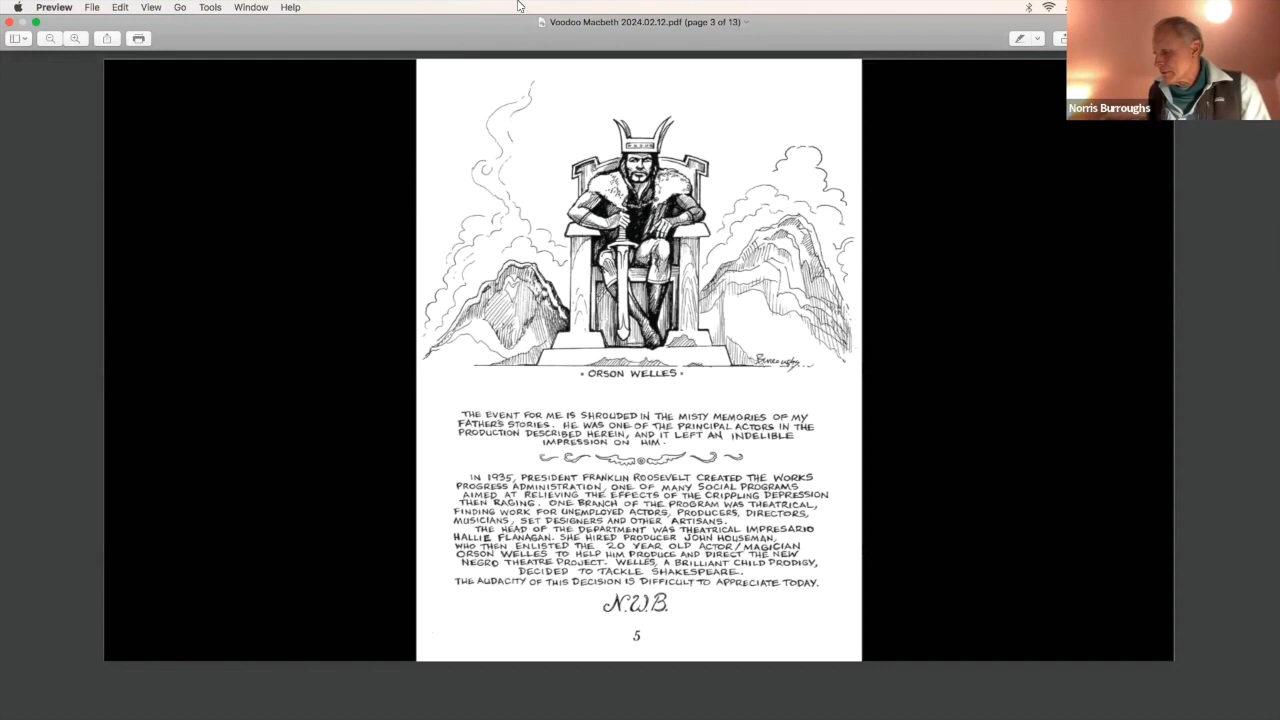 Preview File Edit View Go Tools Window Help
Voodoo Macbeth 2024.02.12.pdf (page 3 of 13)
Norris Burroughs
Burroughs
• ORSON WELLES •
THE EVENT FOR ME IS SHROUDED IN THE MISTY MEMORIES OF MY
FATHER'S STORIES. HE WAS ONE OF THE PRINCIPAL ACTORS IN THE
PRODUCTION DESCRIBED HEREIN, AND IT LEFT AN INDELIBLE
IMPRESSION ON HIM.
IN 1935, PRESIDENT FRANKLIN ROOSEVELT CREATED THE WORKS
PROGRESS ADMINISTRATION, ONE OF MANY SOCIAL PROGRAMS
AIMED AT RELIEVING THE EFFECTS OF THE CRIPPLING DEPRESSION
THEN RAGING. ONE BRANCH OF THE PROGRAM WAS THEATRICAL,
FINDING WORK FOR UNEMPLOYED ACTORS, PRODUCERS, DIRECTORS,
MUSICIANS, SET DESIGNERS AND OTHER ARTISANS.
THE HEAD OF THE DEPARTMENT WAS THEATRICAL IMPRESARIO
HALLIE FLANAGAN. SHE HIRED PRODUCER JOHN HOUSEMAN,
WHO THEN ENLISTED THE 20 YEAR OLD ACTOR/MAGICIAN
ORSON WELLES TO HELP HIM PRODUCE AND DIRECT THE NEW
NEGRO THEATRE PROJECT. WELLES, A BRILLIANT CHILD PRODIGY,
DECIDED TO TACKLE SHAKESPEARE.
THE AUDACITY OF THIS DECISION IS DIFFICULT TO APPRECIATE TODAY.
N.W.B.
5